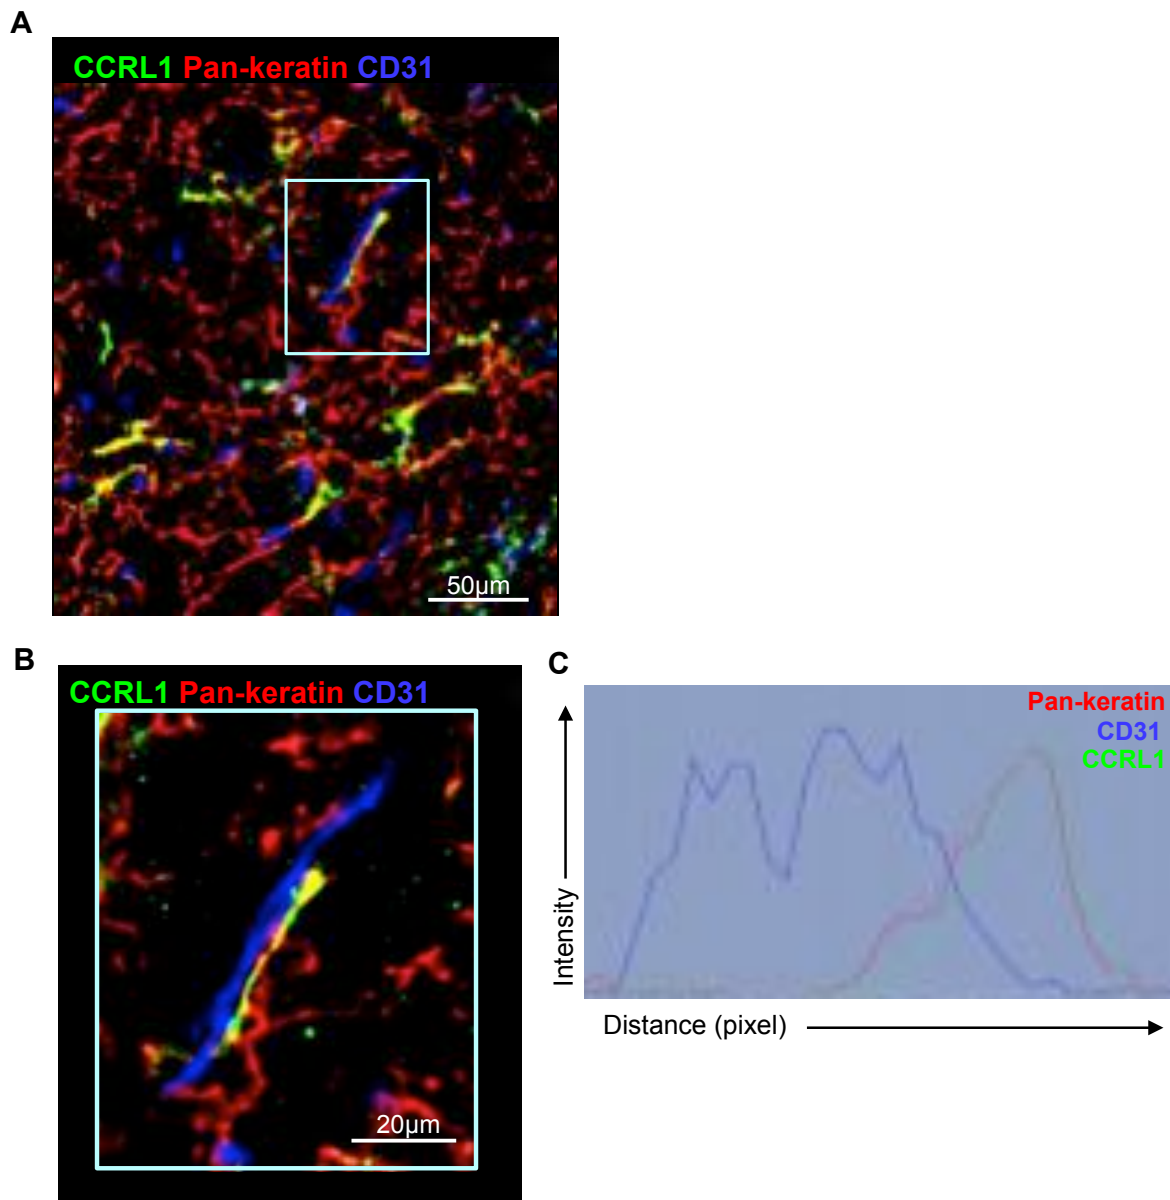 A
CCRL1 Pan-keratin CD31
50µm
B
CCRL1 Pan-keratin CD31
20µm
C
Pan-keratin
CD31
CCRL1
Intensity
Distance (pixel)